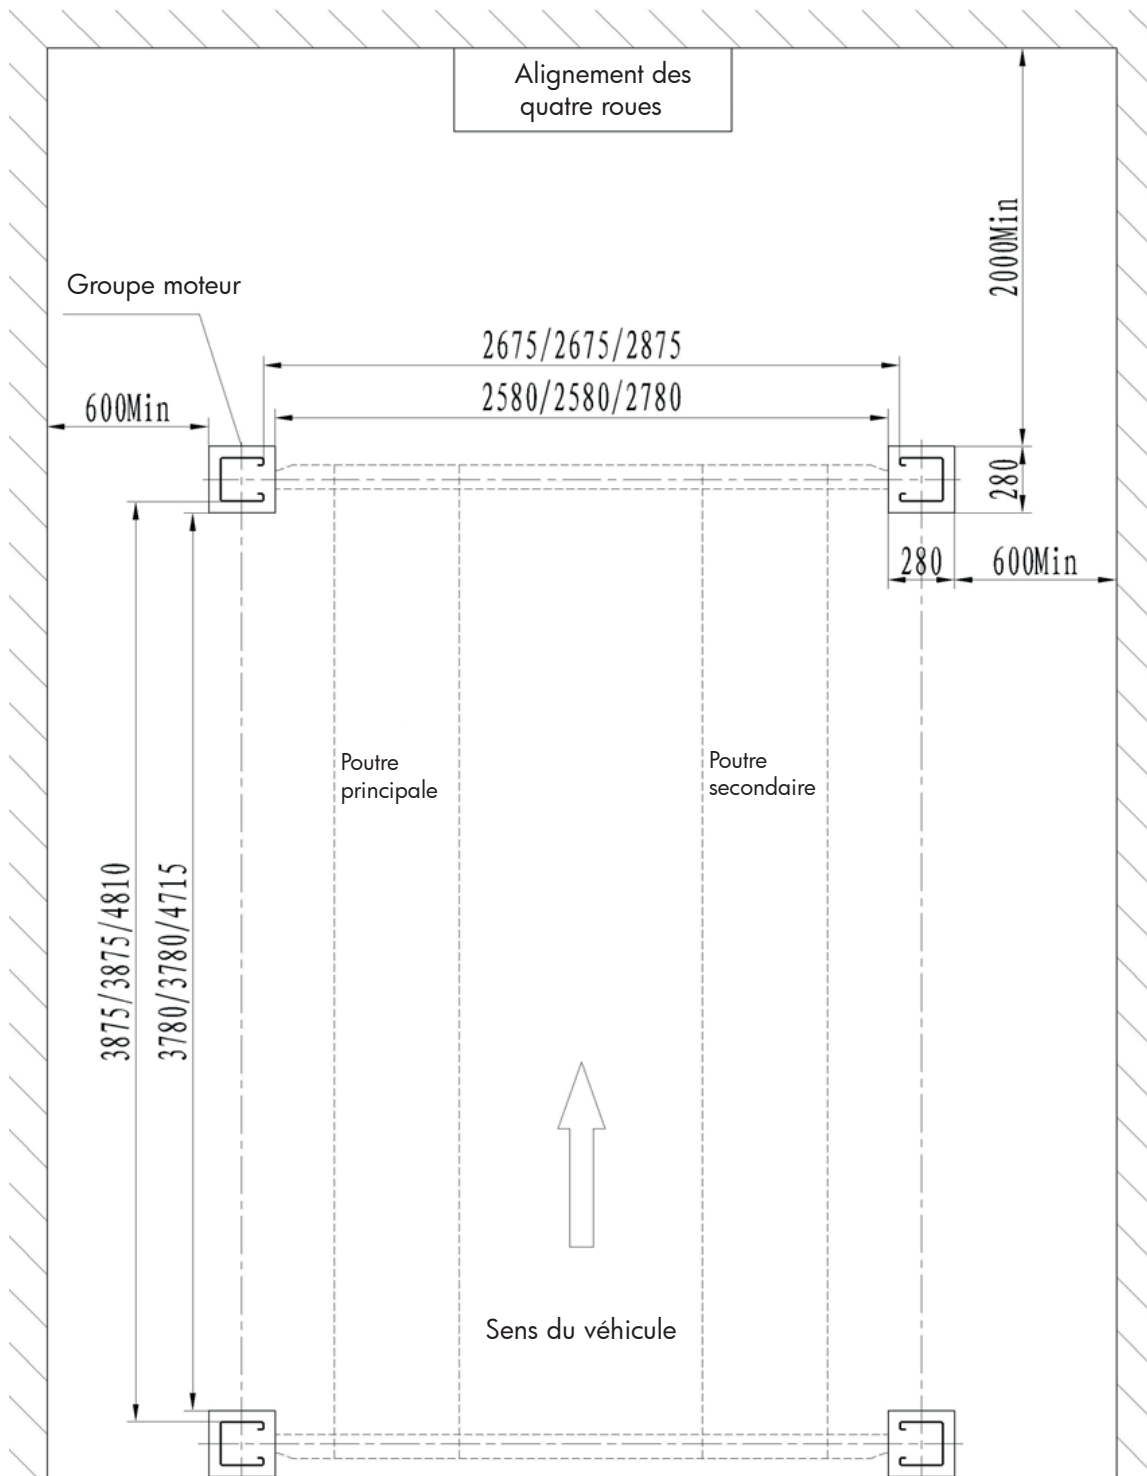 Alignement des
quatre roues
2000Min
Groupe moteur
2675/2675/2875
2580/2580/2780
600Min
280
280
600Min
Poutre
principale
Poutre
secondaire
3875/3875/4810
3780/3780/4715
Sens du véhicule